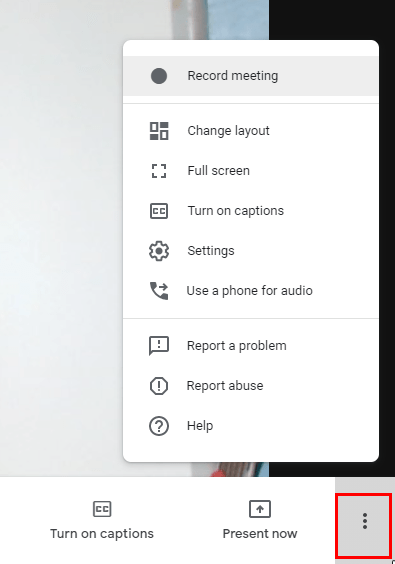 Record meeting
Change layout
Full screen
CC Turn on captions
Settings
Use a phone for audio
Report a problem
Report abuse
Help
CC
Turn on captions
Present now